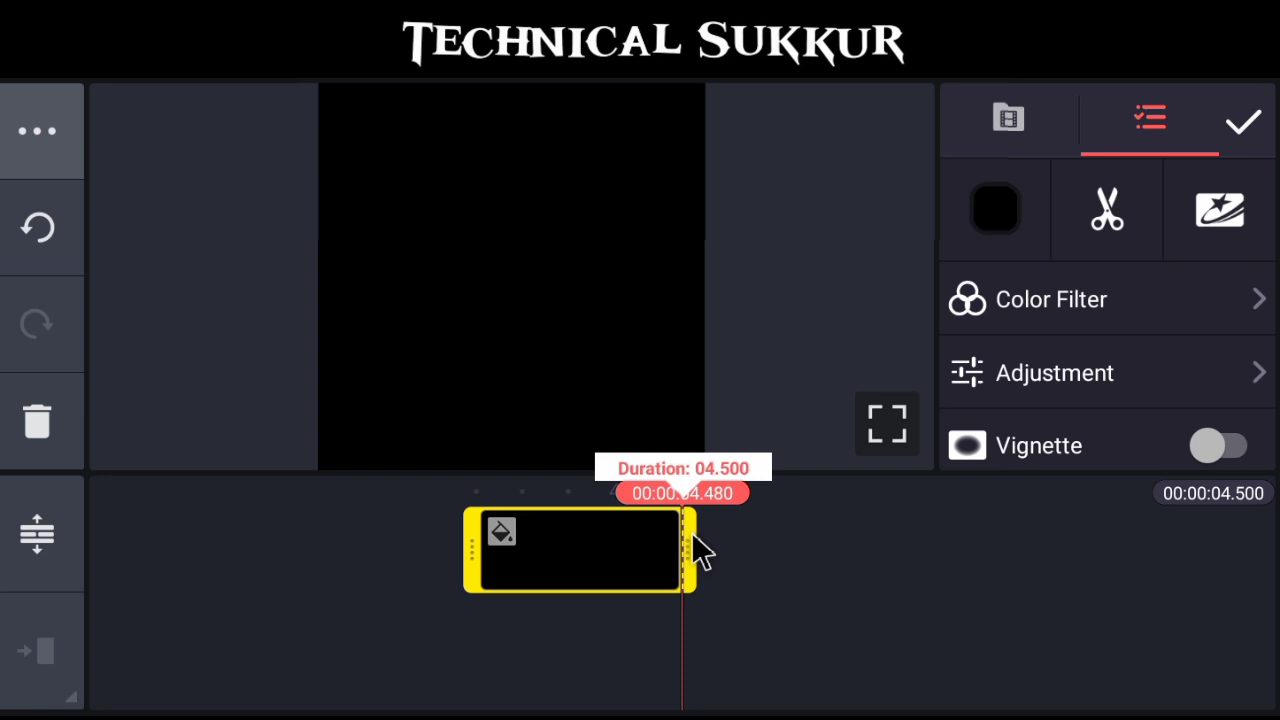 TECHNICAL SUKKUR
Color Filter
Adjustment
Vignette
Duration: 04.500
00:00:04.480
00:00:04.500